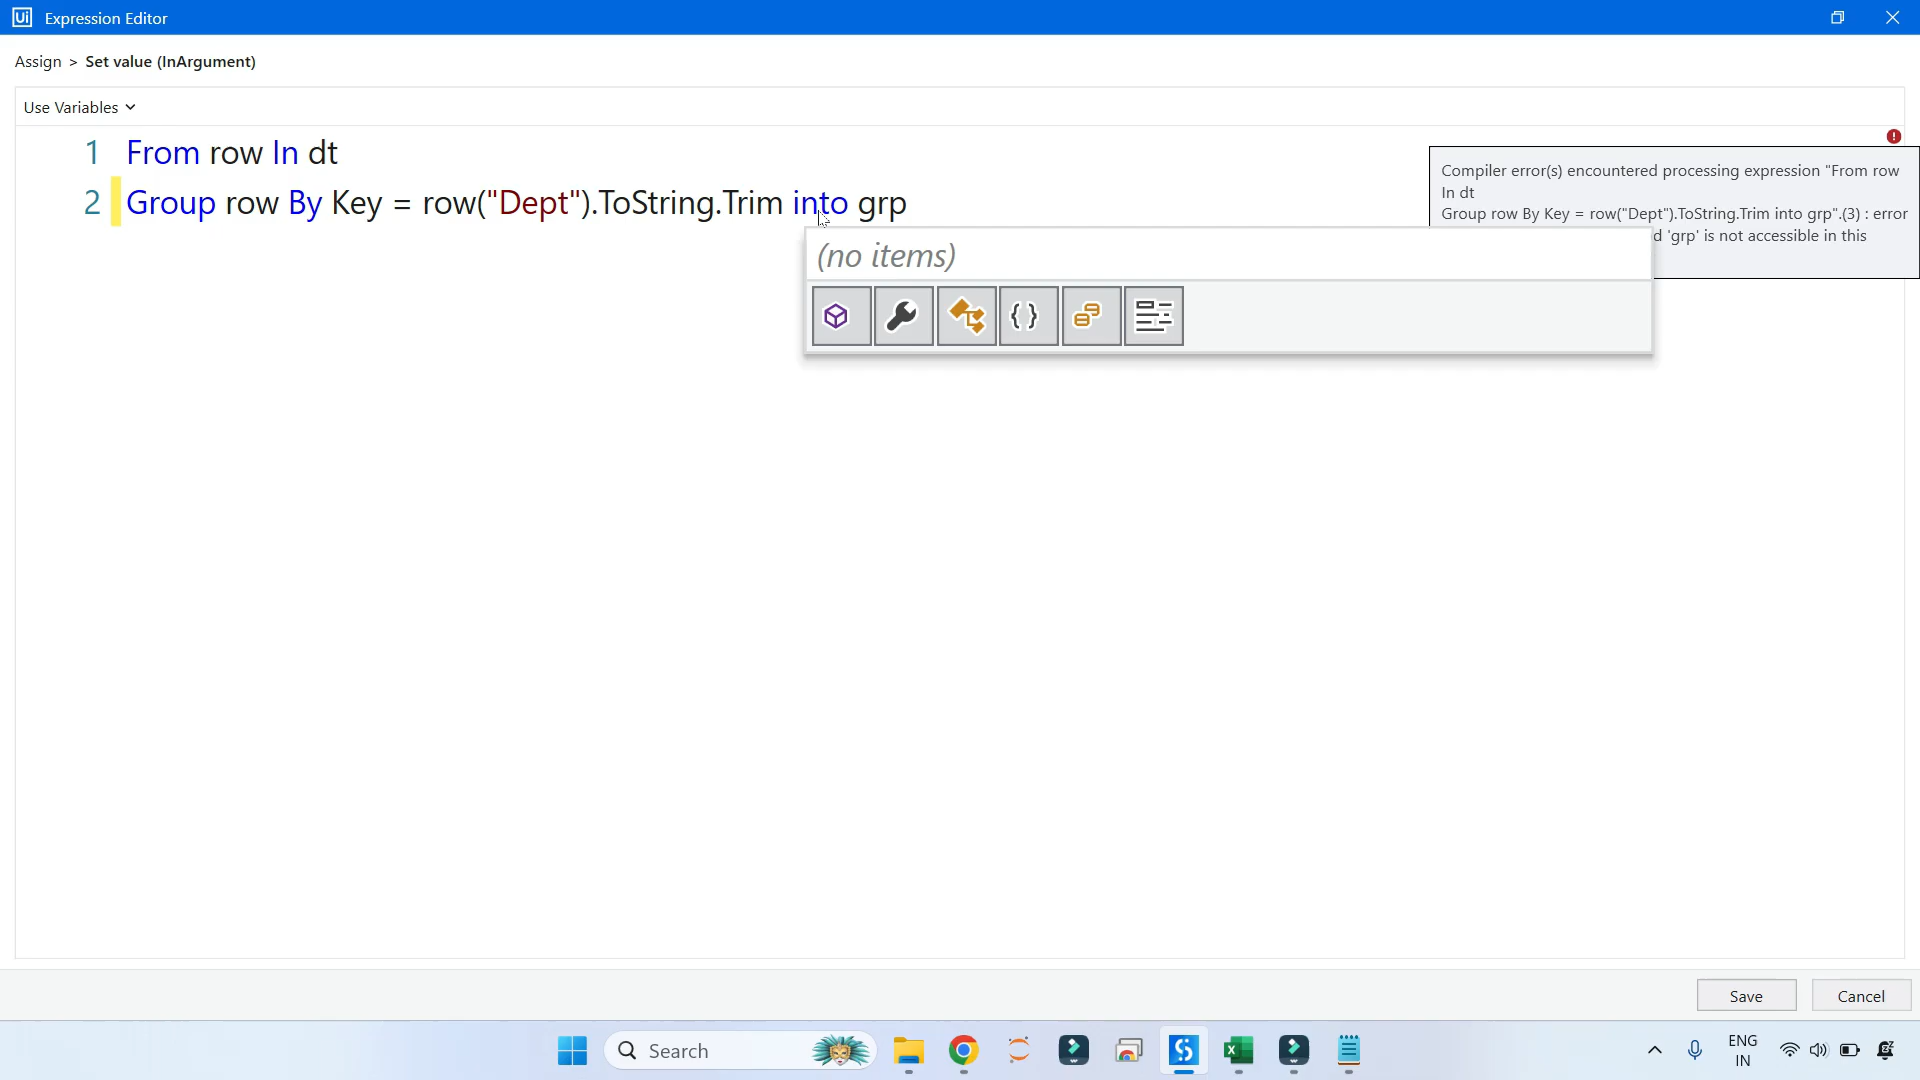 Ui Expression Editor
Assign > Set value (InArgument)
Use Variables
1 From row In dt
2 Group row By Key = row("Dept").ToString.Trim into grp
Compiler error(s) encountered processing expression "From row
In dt
Group row By Key = row("Dept").ToString.Trim into grp".(3) : error
'grp' is not accessible in this
(no items)
Save
Cancel
Search
ENG
IN